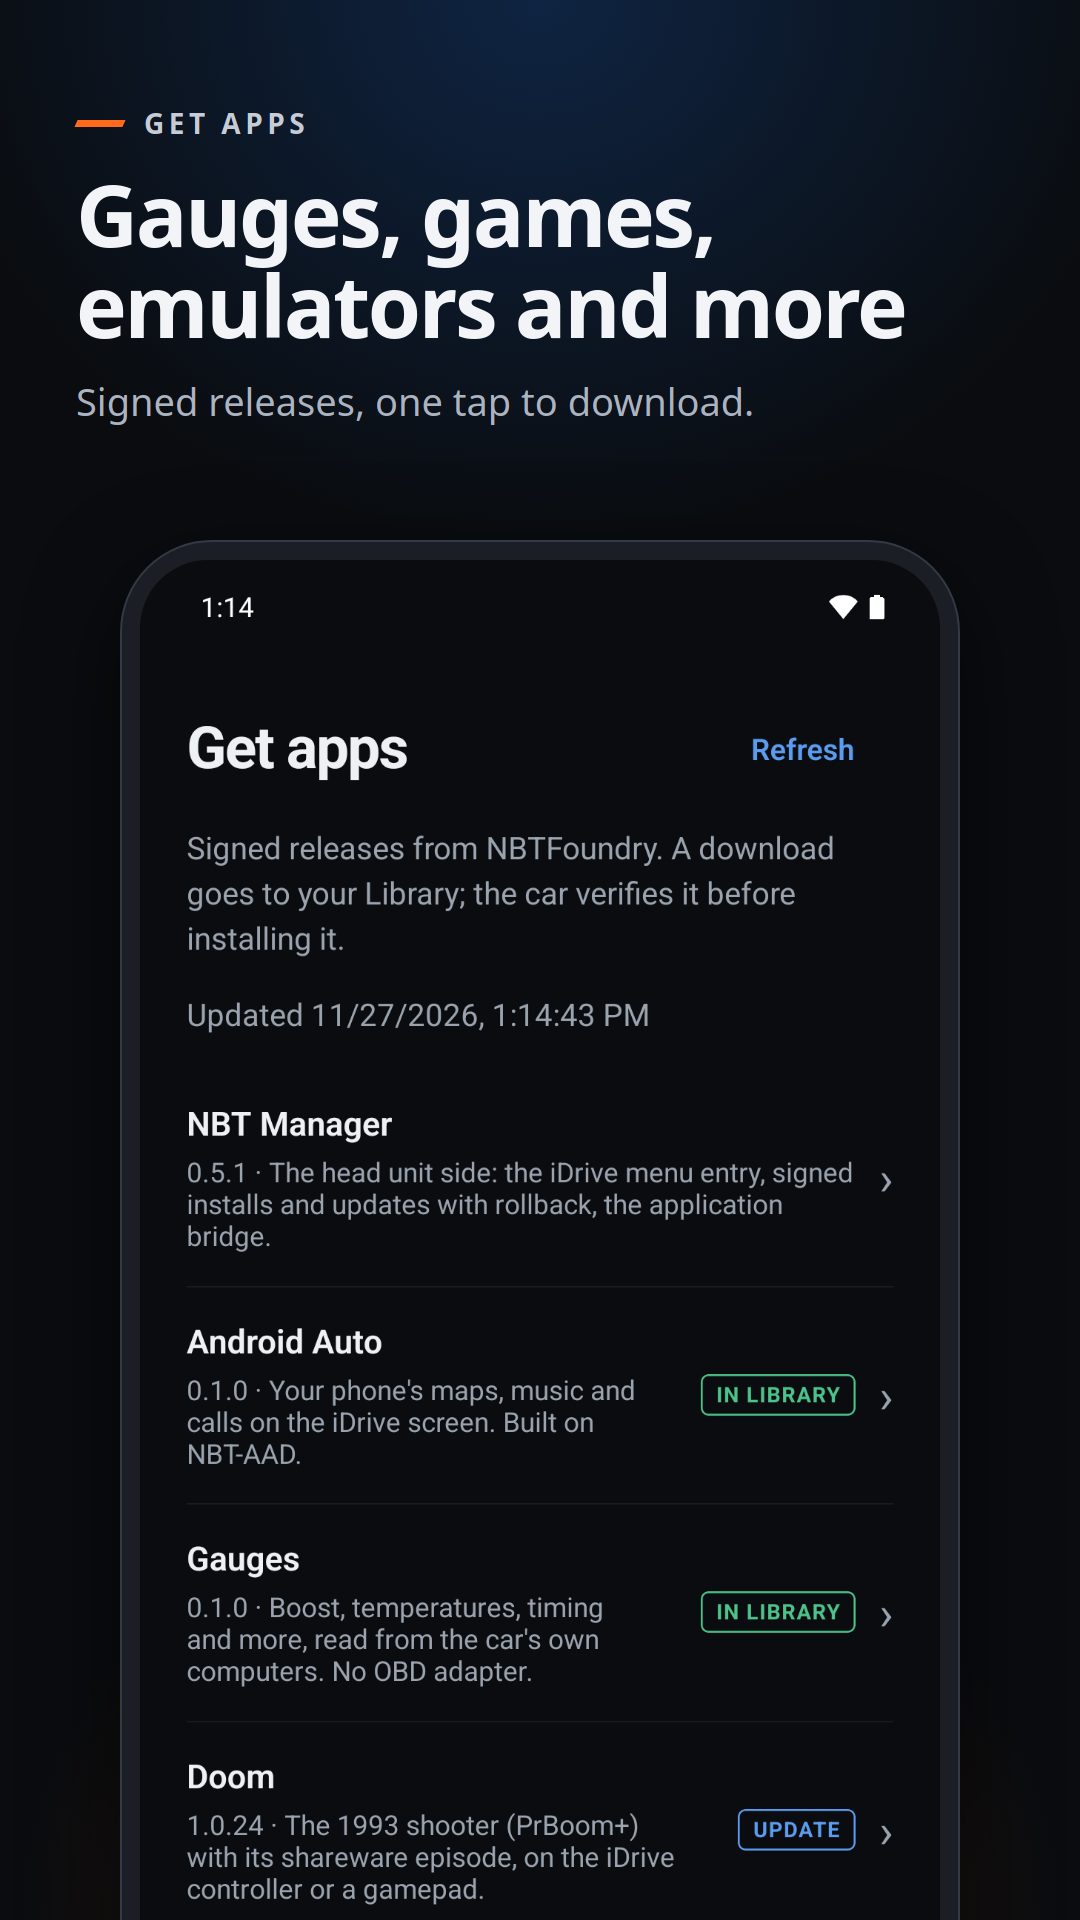 GET APPS
Gauges, games,
emulators and more
Signed releases, one tap to download.
1:14
Get apps
Refresh
Signed releases from NBTFoundry. A download
goes to your Library; the car verifies it before
installing it.
Updated 11/27/2026, 1:14:43 PM
NBT Manager
0.5.1 · The head unit side: the iDrive menu entry, signed
installs and updates with rollback, the application
bridge.
Android Auto
0.1.0 · Your phone's maps, music and
calls on the iDrive screen. Built on
NBT-AAD.
IN LIBRARY
Gauges
0.1.0 · Boost, temperatures, timing
and more, read from the car's own
computers. No OBD adapter.
IN LIBRARY
Doom
1.0.24 · The 1993 shooter (PrBoom+)
with its shareware episode, on the iDrive
controller or a gamepad.
UPDATE